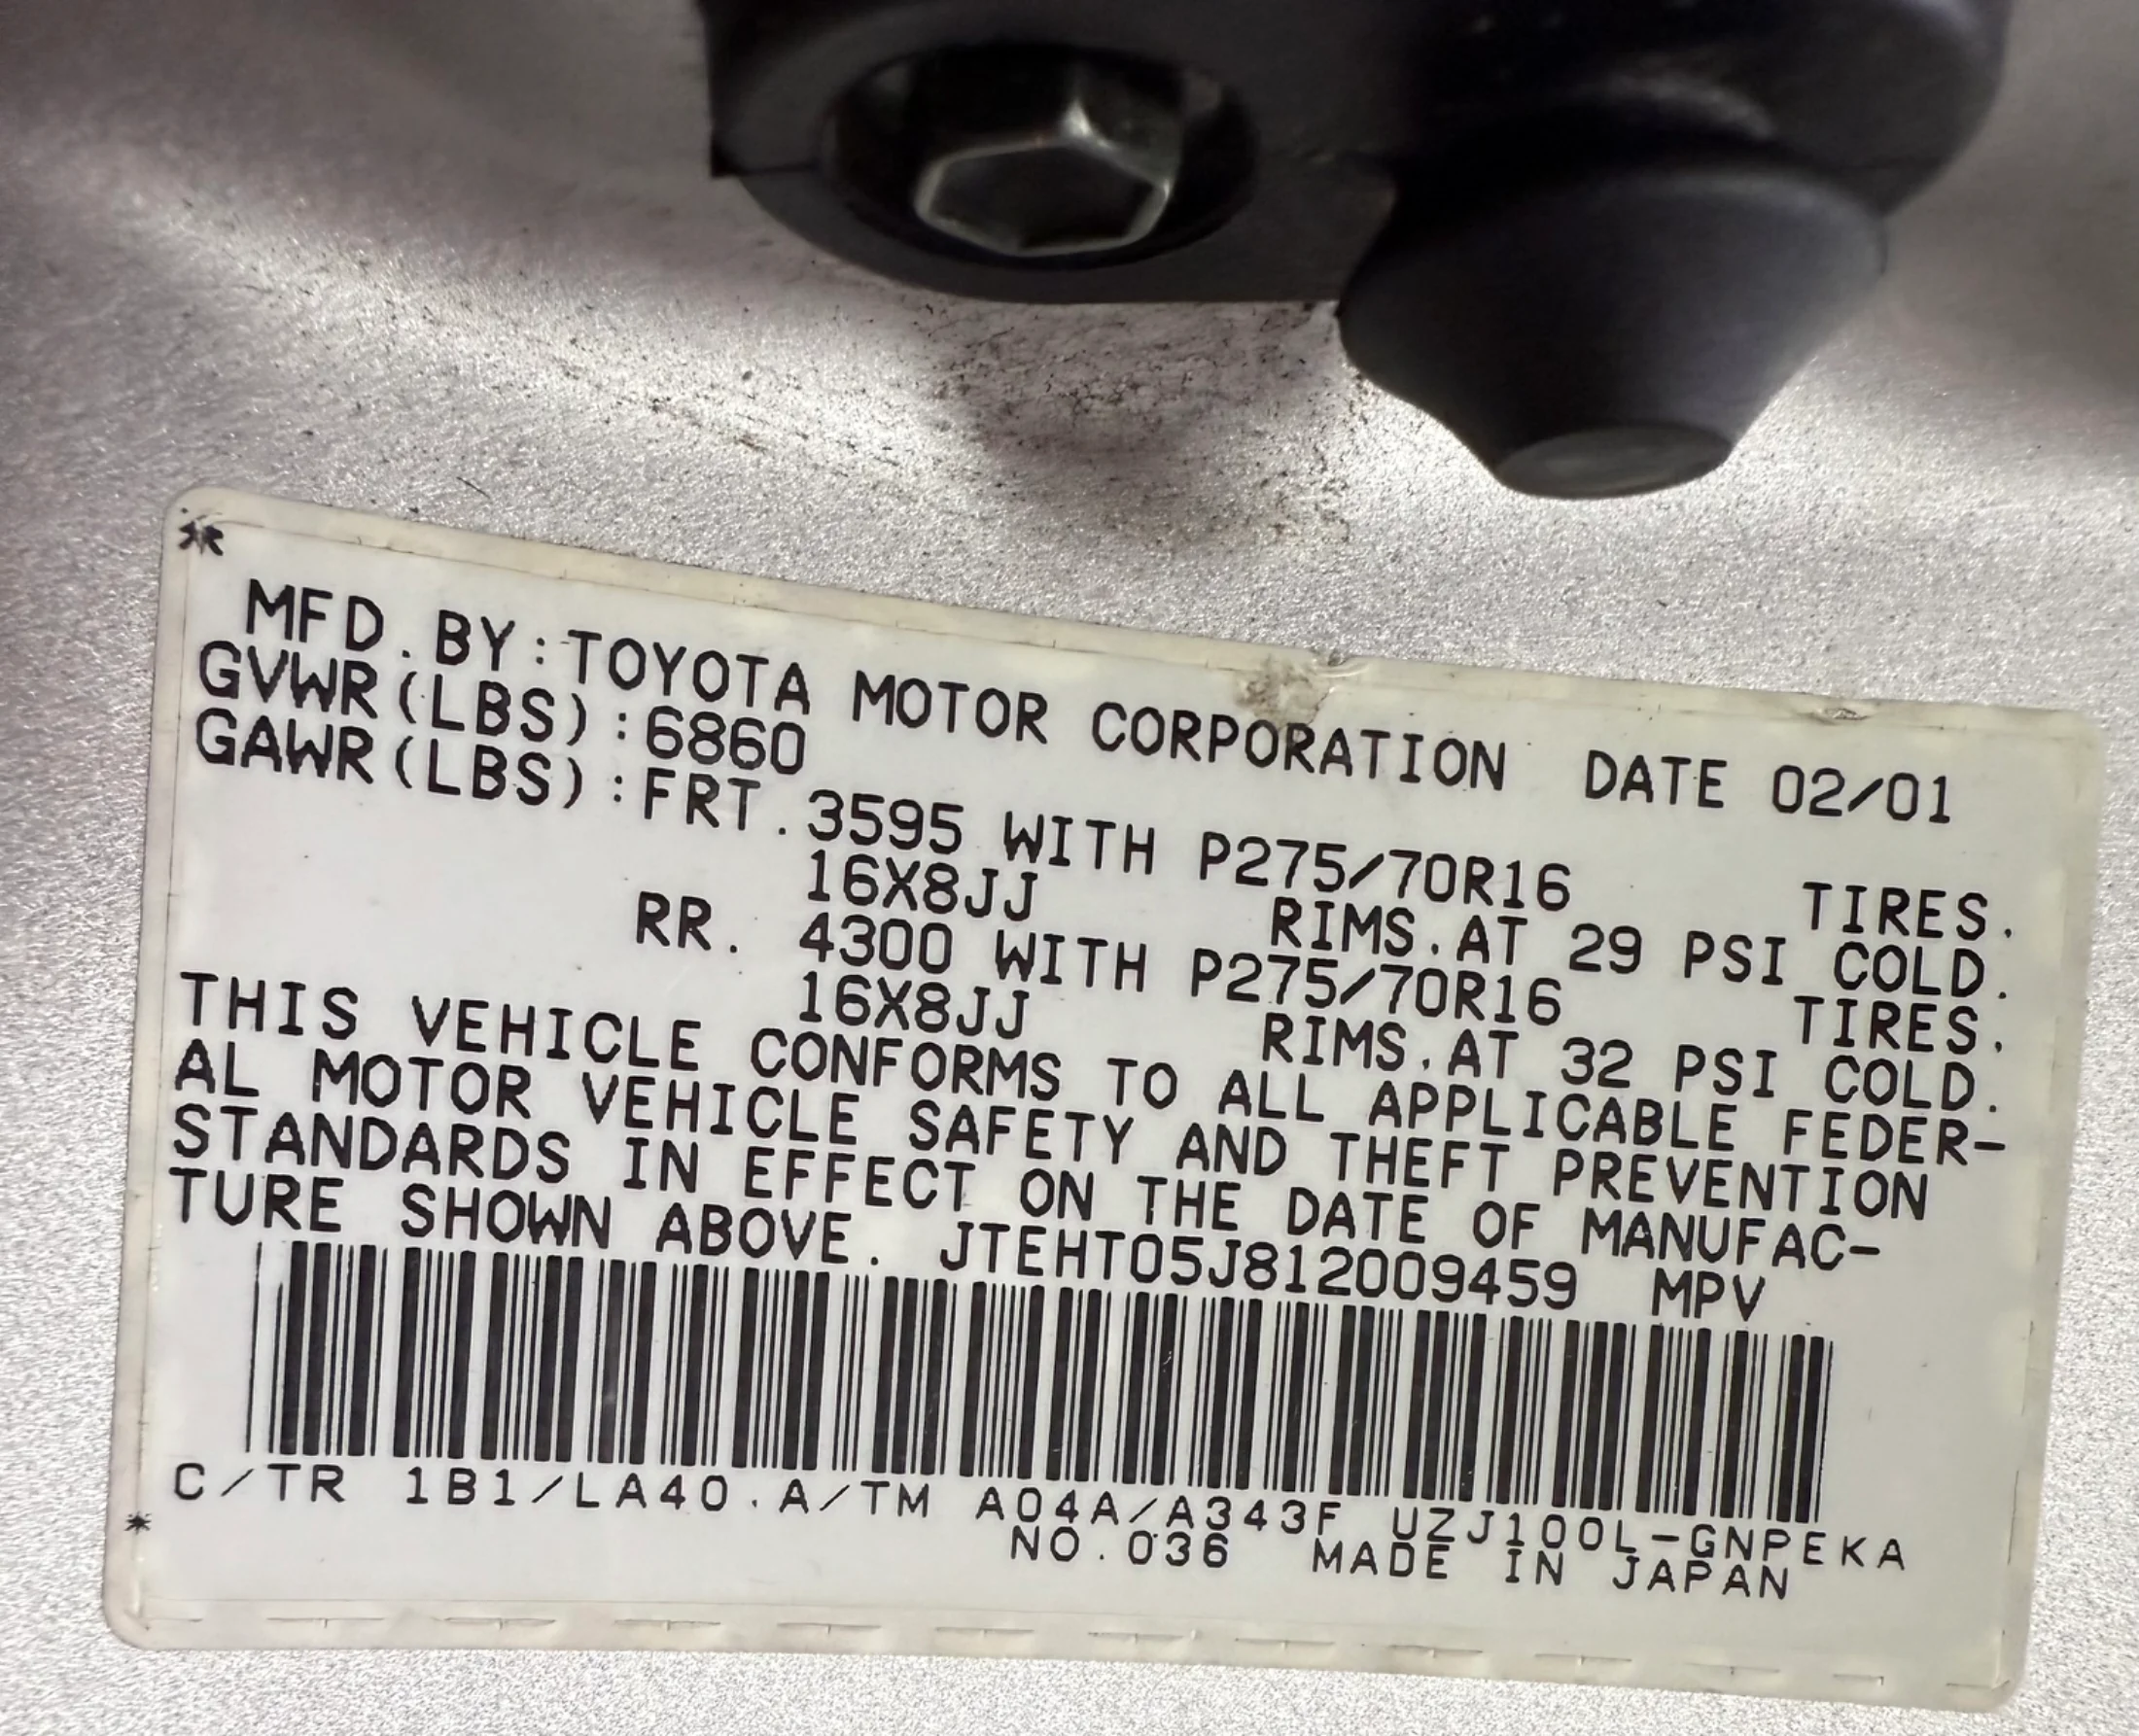 MFD.BY:TOYOTA MOTOR CORPORATION DATE 02/01
GVWR(LBS):6860
GAWR(LBS):FRT.3595 WITH P275/70R16 TIRES.
16X8JJ RIMS.AT 29 PSI COLD.
RR. 4300 WITH P275/70R16 TIRES.
16X8JJ RIMS.AT 32 PSI COLD.
THIS VEHICLE CONFORMS TO ALL APPLICABLE FEDER-
AL MOTOR VEHICLE SAFETY AND THEFT PREVENTION
STANDARDS IN EFFECT ON THE DATE OF MANUFAC-
TURE SHOWN ABOVE. JTEHT05J812009459 MPV
C/TR 1B1/LA40.A/TM A04A/A343F UZJ100L-GNPEKA
NO.036 MADE IN JAPAN